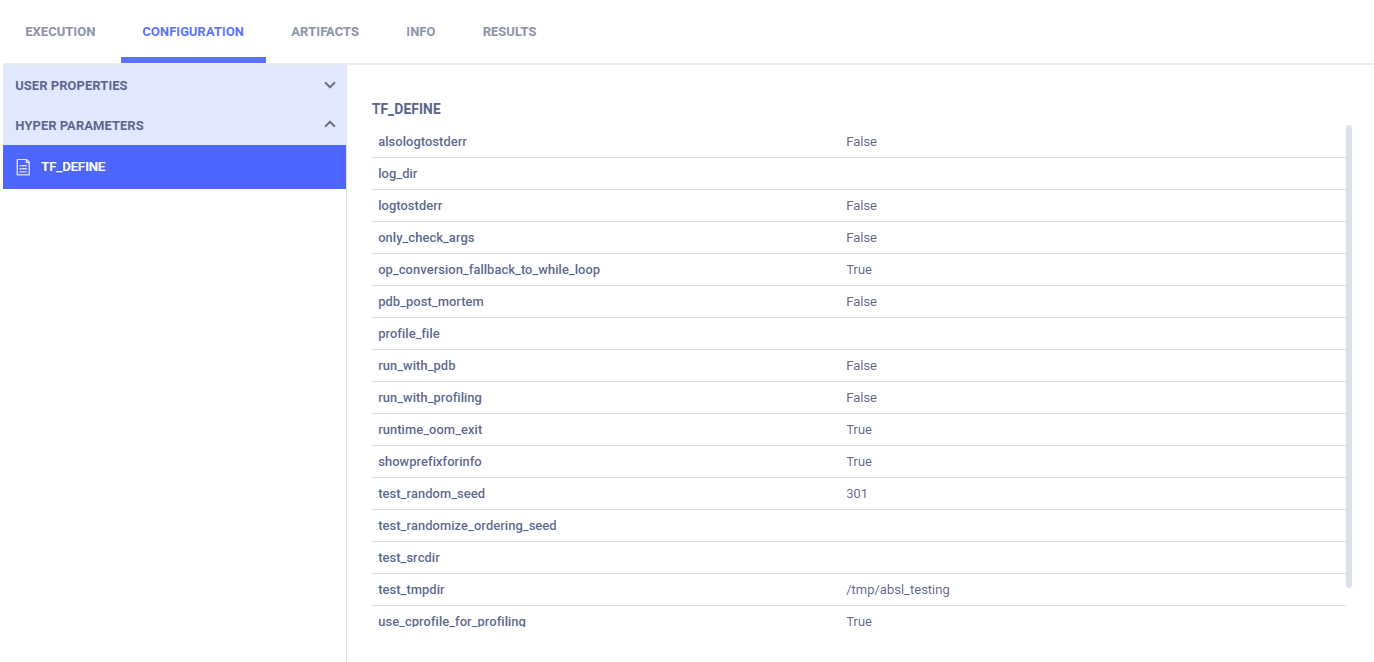 EXECUTION CONFIGURATION ARTIFACTS INFO RESULTS
USER PROPERTIES
HYPER PARAMETERS
TF_DEFINE
TF_DEFINE
alsologtostderr False
log_dir
logtostderr False
only_check_args False
op_conversion_fallback_to_while_loop True
pdb_post_mortem False
profile_file
run_with_pdb False
run_with_profiling False
runtime_oom_exit True
showprefixforinfo True
test_random_seed 301
test_randomize_ordering_seed
test_srcdir
test_tmpdir /tmp/absl_testing
use_cprofile_for_profiling True